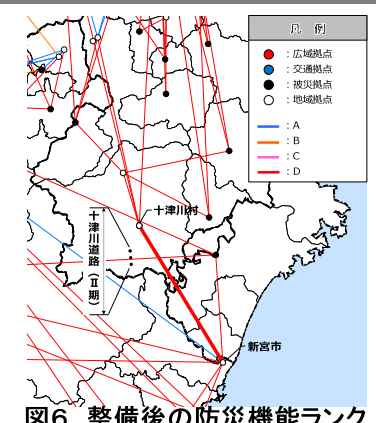 凡 例
：広域拠点
：交通拠点
：被災拠点
：地域拠点
：A
：B
：C
：D
十津川村
十津川道路（Ⅱ期）
新宮市
図6 整備後の防災機能ランク